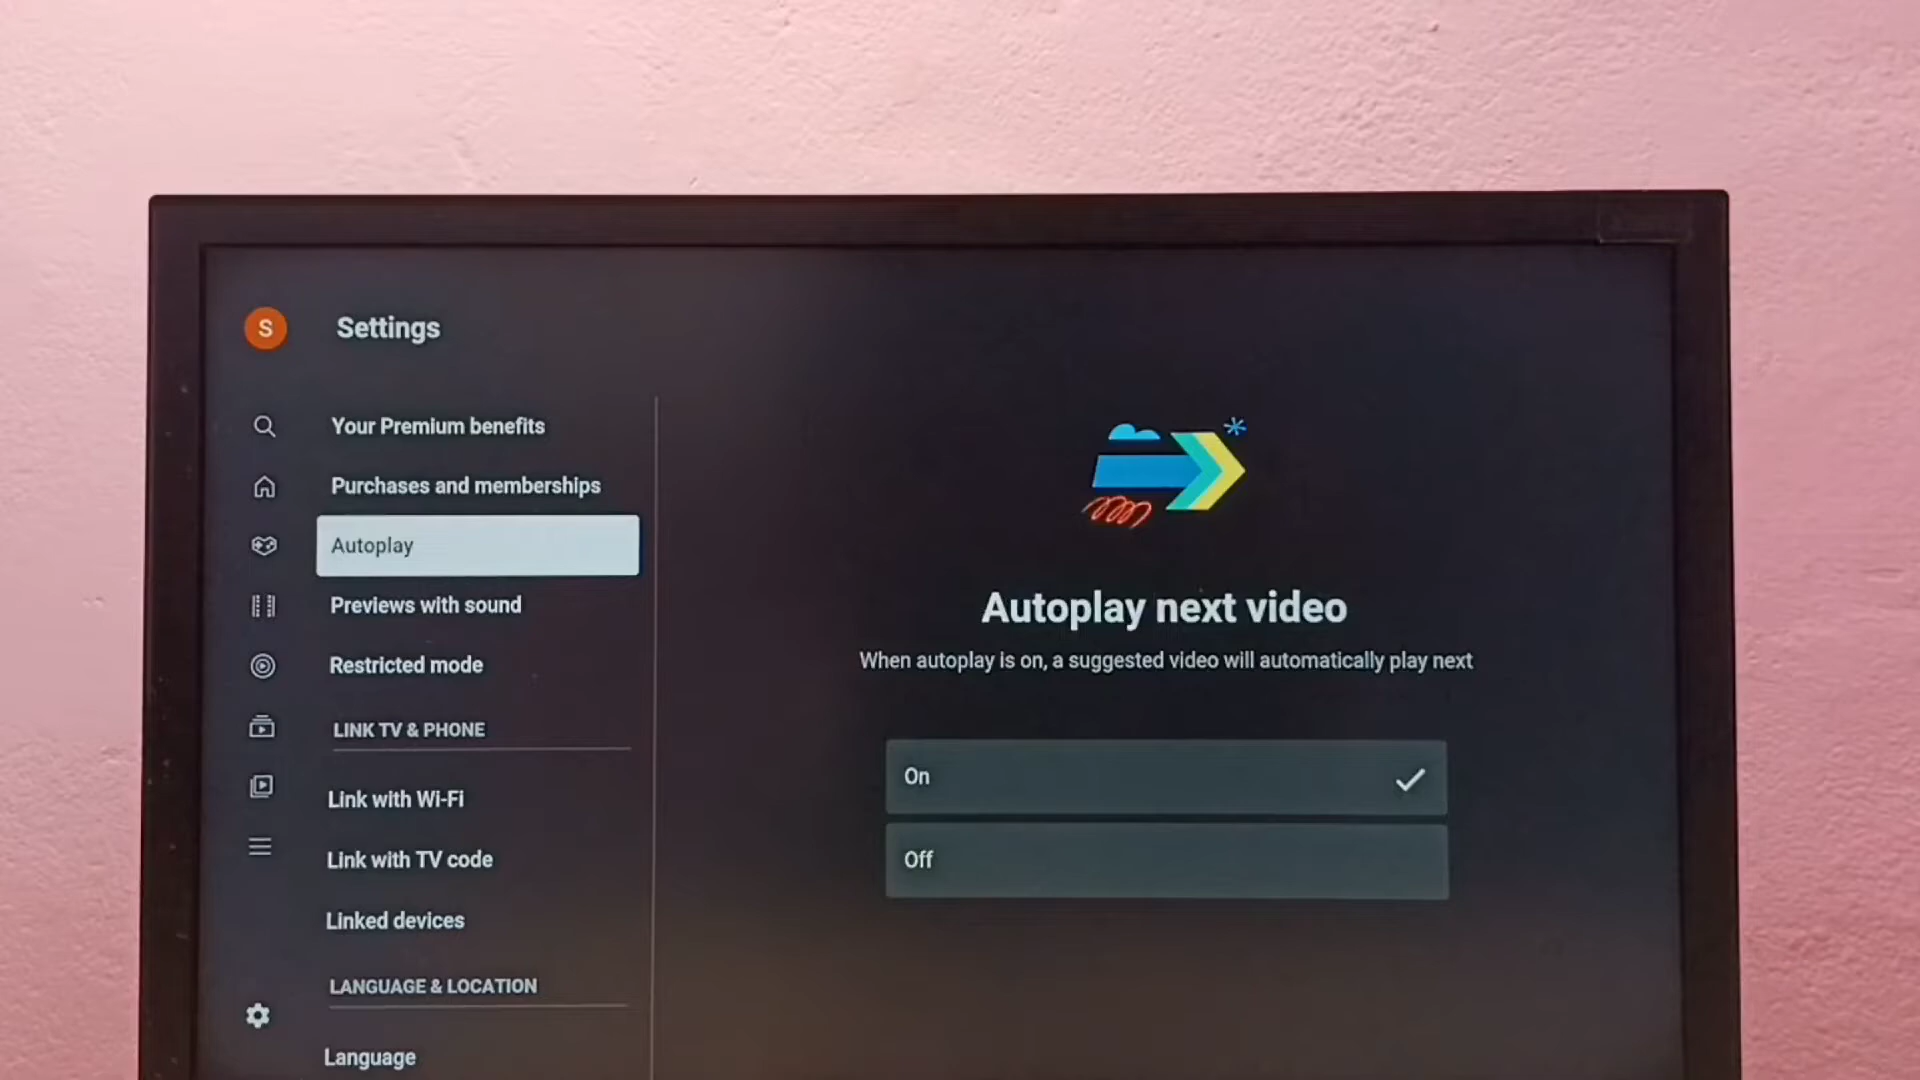 S
Settings
Your Premium benefits
Purchases and memberships
Autoplay
Previews with sound
Restricted mode
LINK TV & PHONE
Link with Wi-Fi
Link with TV code
Linked devices
LANGUAGE & LOCATION
Language
Autoplay next video
When autoplay is on, a suggested video will automatically play next
On
Off